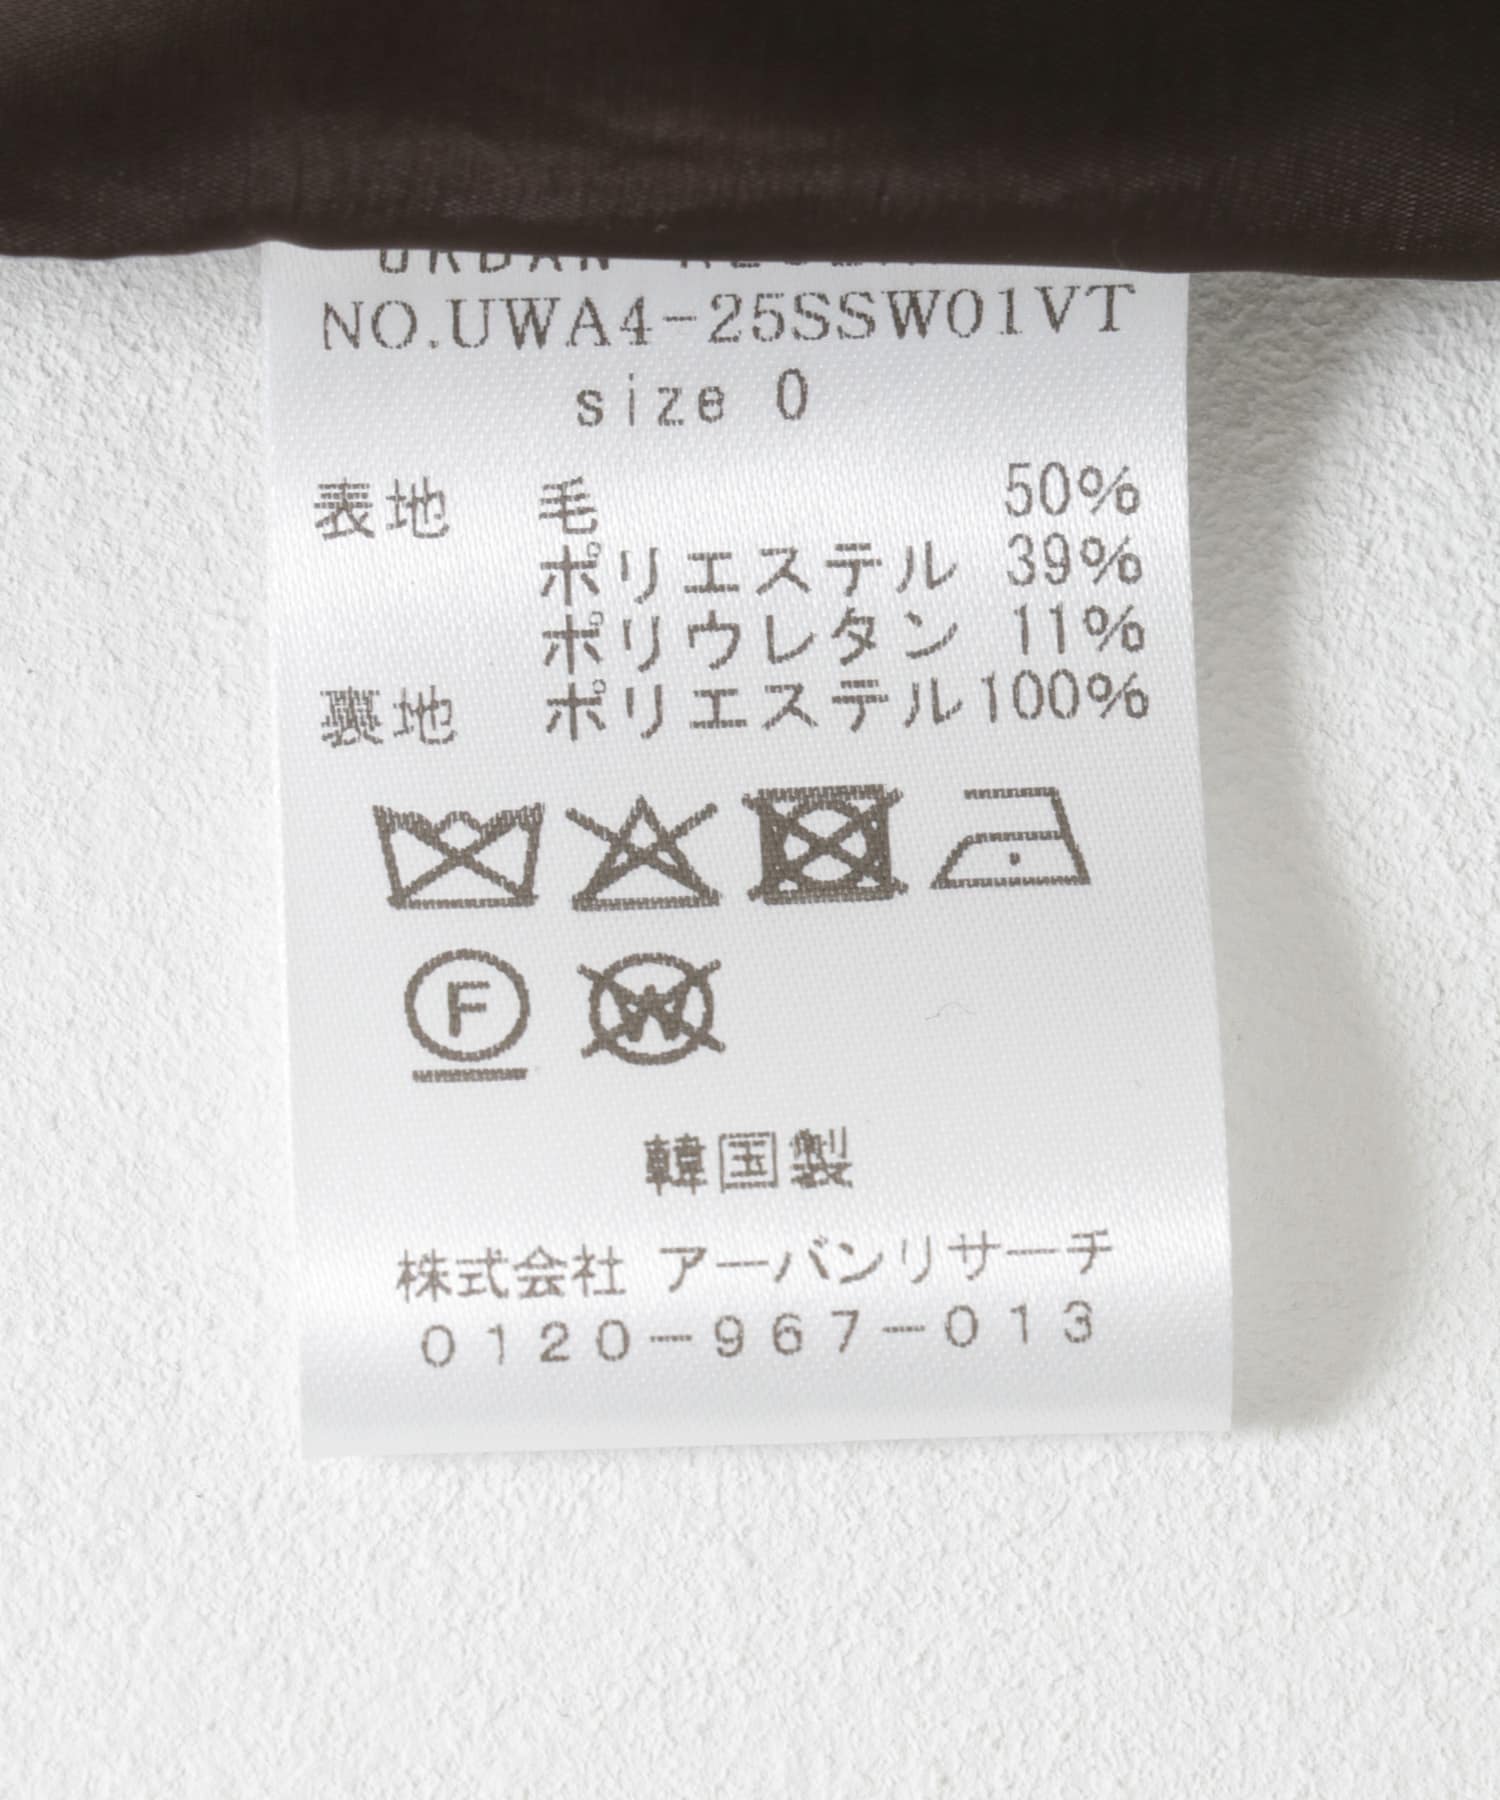 NO.UWA4-25SSW01VT
size 0
表地 毛 50%
ポリエステル 39%
ポリウレタン 11%
裏地 ポリエステル100%
F
W
韓国製
株式会社 アーバンリサーチ
0120-967-013